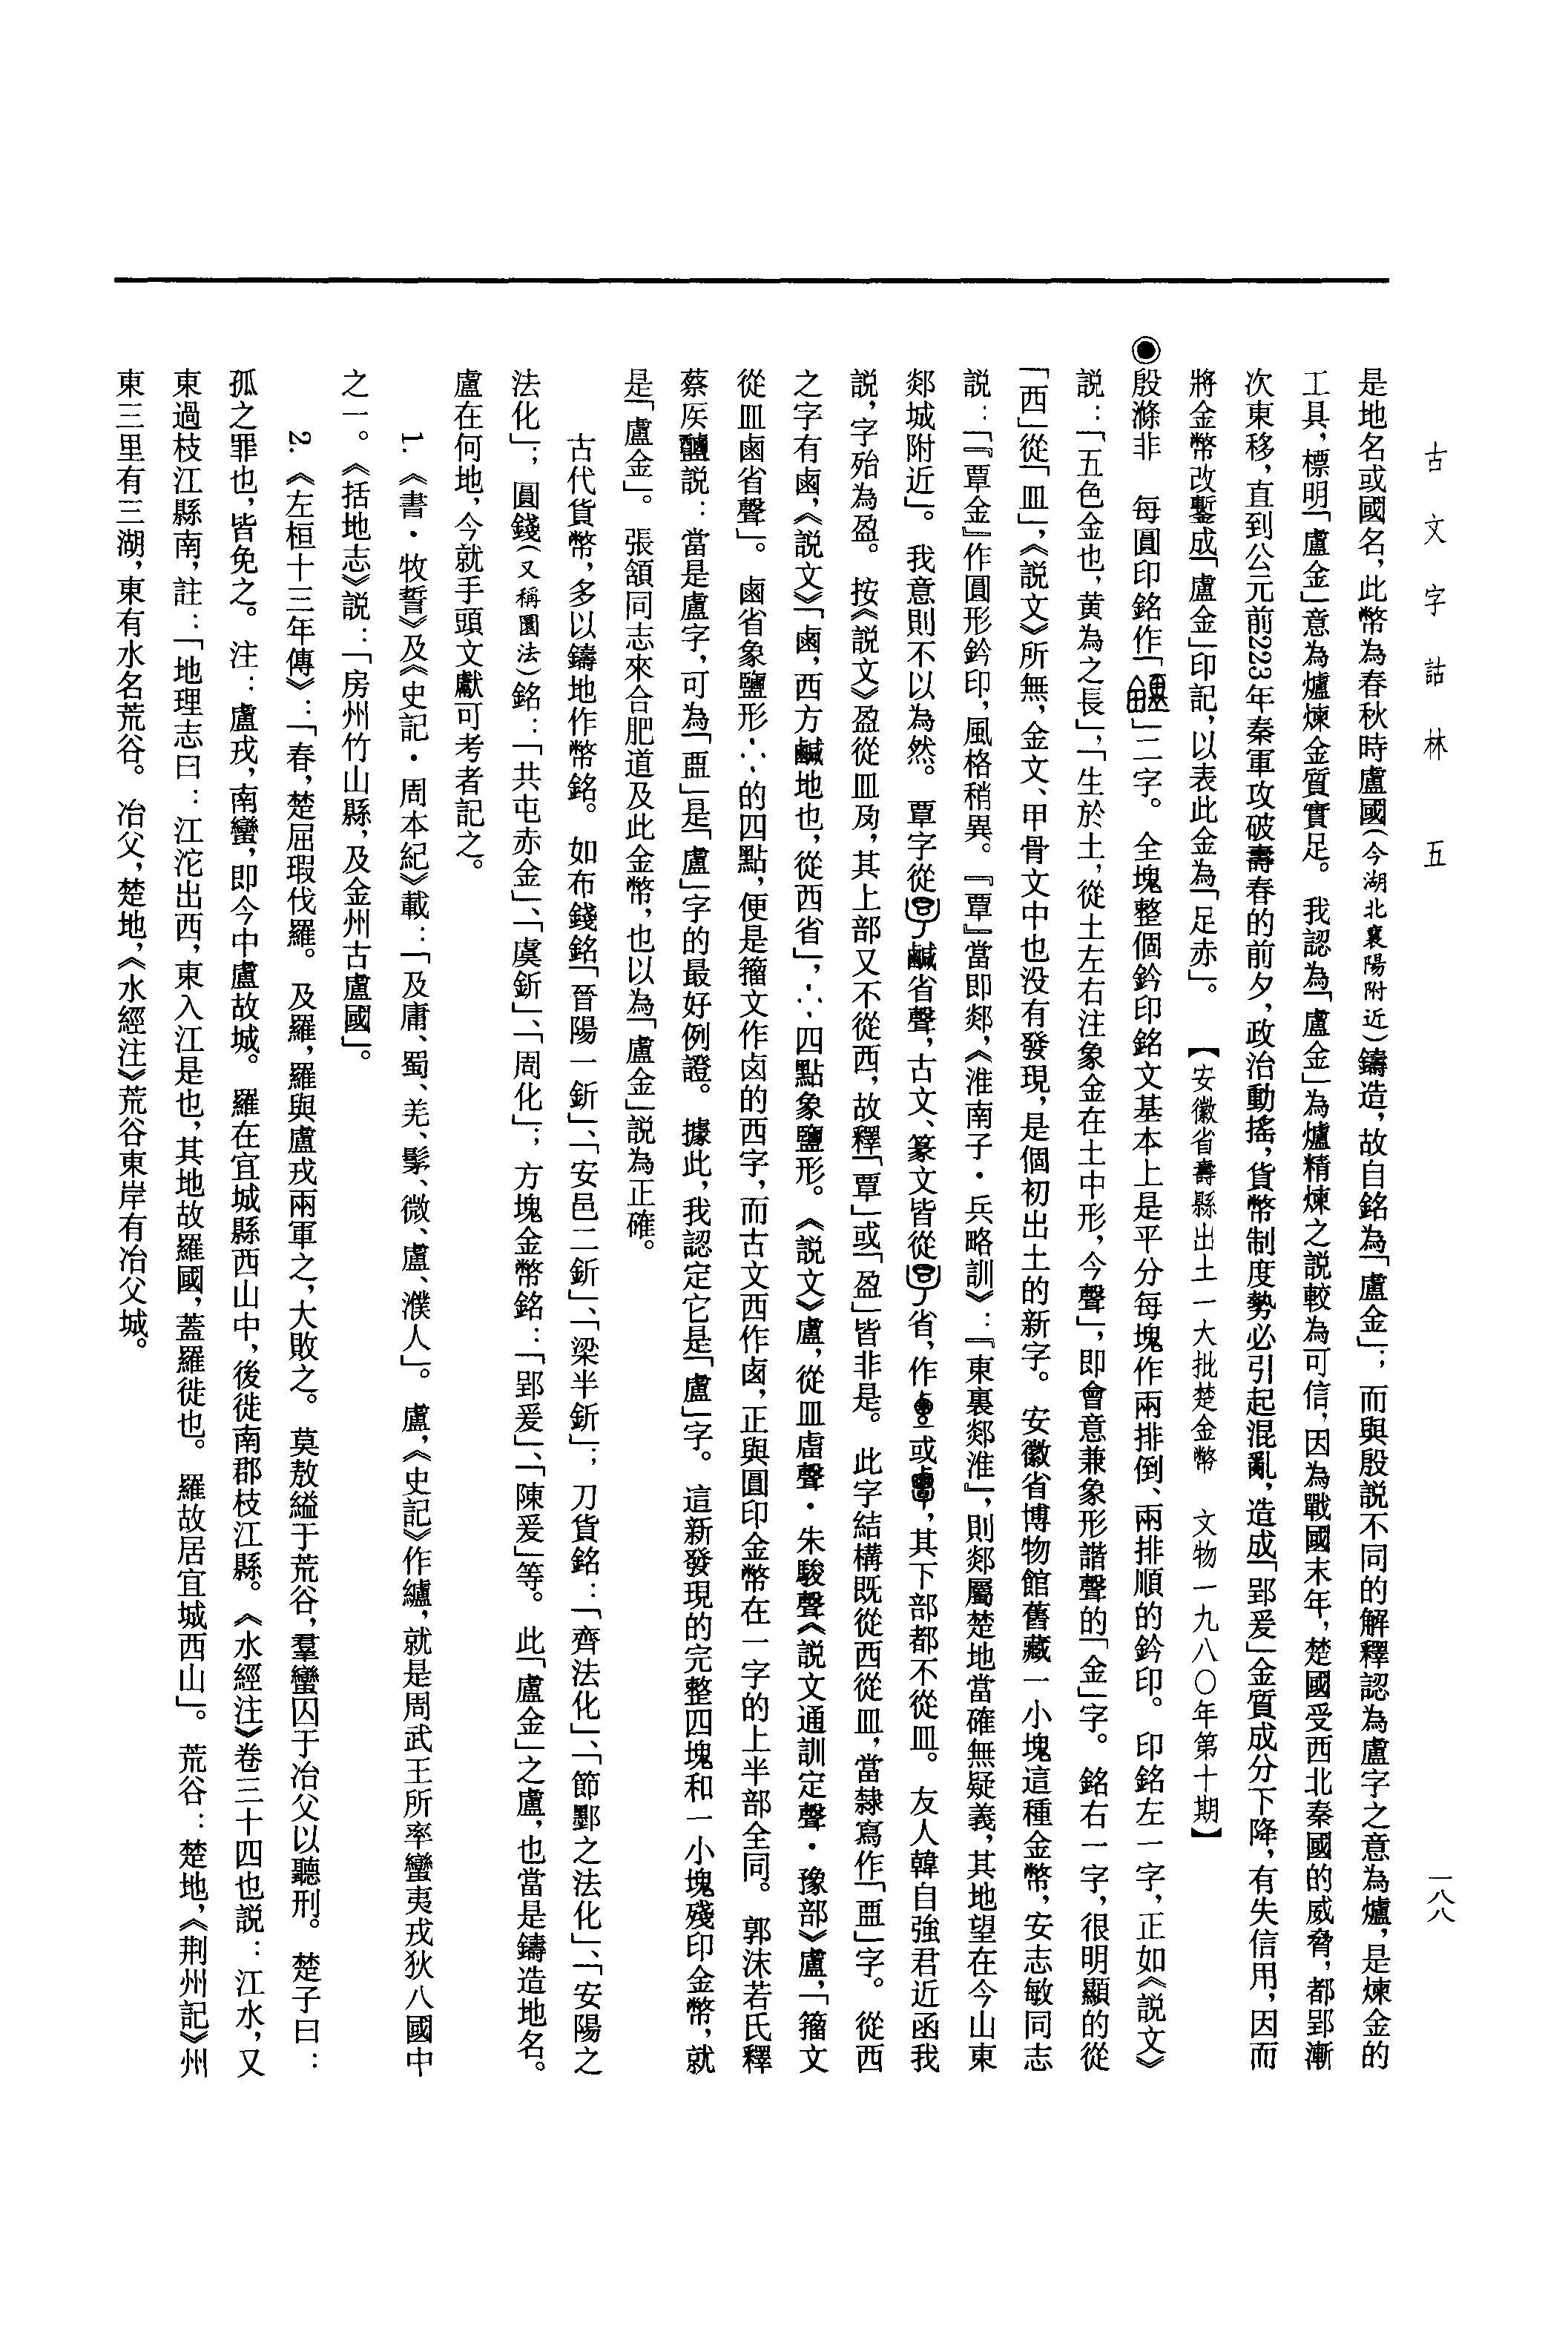 古文字詁林 五
一八八
是地名或國名，此幣為春秋時盧國（今湖北襄陽附近）鑄造，故自銘為「盧金」；而與殷説不同的解釋認為盧字之意為爐，是煉金的
工具，標明「盧金」意為爐煉金質實足。我認為「盧金」為爐精煉之説較為可信，因為戰國末年，楚國受西北秦國的威脅，都郢漸
次東移，直到公元前223年秦軍攻破壽春的前夕，政治動搖，貨幣制度勢必引起混亂，造成「郢爰」金質成分下降，有失信用，因而
將金幣改鏨成「盧金」印記，以表此金為「足赤」。【安徽省壽縣出土一大批楚金幣 文物一九八〇年第十期】
◉殷滌非 每圓印銘作「」二字。全塊整個鈐印銘文基本上是平分每塊作兩排倒、兩排順的鈐印。印銘左一字，正如《説文》
説：「五色金也，黄為之長」，「生於土，從土左右注象金在土中形，今聲」，即會意兼象形諧聲的「金」字。銘右一字，很明顯的從
「西」從「皿」，《説文》所無，金文、甲骨文中也没有發現，是個初出土的新字。安徽省博物館舊藏一小塊這種金幣，安志敏同志
説：「『覃金』作圓形鈐印，風格稍異。『覃』當即郯，《淮南子·兵略訓》：『東裏郯淮』，則郯屬楚地當確無疑義，其地望在今山東
郯城附近」。我意則不以為然。覃字從，鹹省聲，古文、篆文皆從省，作或，其下部都不從皿。友人韓自強君近函我
説，字殆為盈。按《説文》盈從皿夃，其上部又不從西，故釋「覃」或「盈」皆非是。此字結構既從西從皿，當隸寫作「𥁕」字。從西
之字有鹵，《説文》「鹵，西方鹹地也，從西省」，∴四點象鹽形。《説文》盧，從皿𧆨聲·朱駿聲《説文通訓定聲·豫部》盧，「籀文
從皿鹵省聲」。鹵省象鹽形∴的四點，便是籀文作卤的西字，而古文西作卤，正與圓印金幣在一字的上半部全同。郭沫若氏釋
蔡矦說：當是盧字，可為「」是「盧」字的最好例證。據此，我認定它是「盧」字。這新發現的完整四塊和一小塊殘印金幣，就
是「盧金」。張頷同志來合肥道及此金幣，也以為「盧金」説為正確。
古代貨幣，多以鑄地作幣銘。如布錢銘「晉陽一釿」、「安邑二釿」、「梁半釿」；刀貨銘：「齊法化」、「節鄦之法化」、「安陽之
法化」；圓錢（又稱圜法）銘：「共屯赤金」、「虞釿」、「周化」；方塊金幣銘：「郢爰」、「陳爰」等。此「盧金」之盧，也當是鑄造地名。
盧在何地，今就手頭文獻可考者記之。
1.《書·牧誓》及《史記·周本紀》載：「及庸、蜀、羌、髳、微、盧、濮人」。盧，《史記》作纑，就是周武王所率蠻夷戎狄八國中
之一。《括地志》説：「房州竹山縣，及金州古盧國」。
2.《左桓十三年傳》：「春，楚屈瑕伐羅。及羅，羅與盧戎兩軍之，大敗之。莫敖縊于荒谷，羣蠻囚于冶父以聽刑。楚子曰：
孤之罪也，皆免之。注：盧戎，南蠻，即今中盧故城。羅在宜城縣西山中，後徙南郡枝江縣。《水經注》卷三十四也説：江水，又
東過枝江縣南，註：「地理志曰：江沱出西，東入江是也，其地故羅國，蓋羅徙也。羅故居宜城西山」。荒谷：楚地，《荆州記》州
東三里有三湖，東有水名荒谷。冶父，楚地，《水經注》荒谷東岸有冶父城。